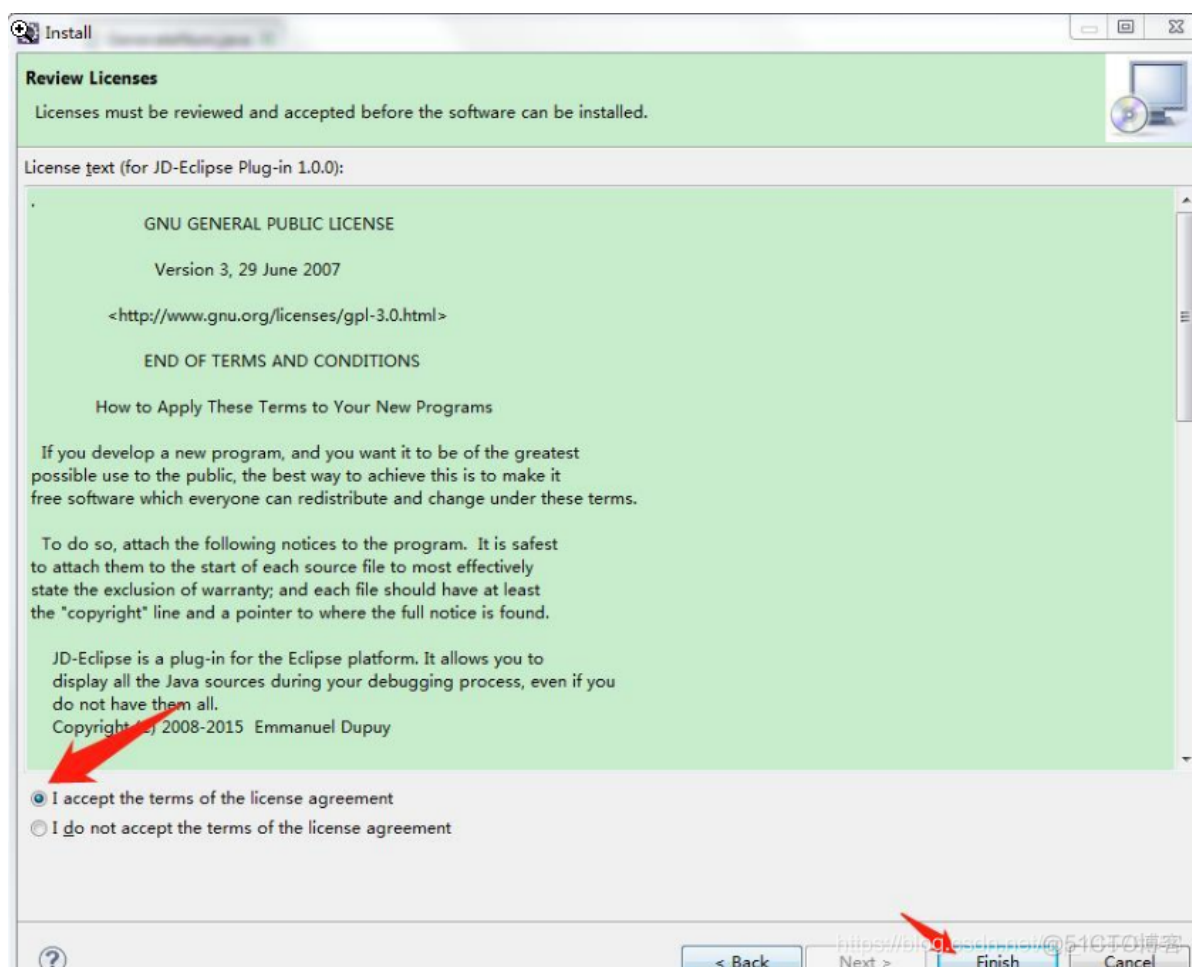 Install
Review Licenses
Licenses must be reviewed and accepted before the software can be installed.
License text (for JD-Eclipse Plug-in 1.0.0):
.
GNU GENERAL PUBLIC LICENSE
Version 3, 29 June 2007
<http://www.gnu.org/licenses/gpl-3.0.html>
END OF TERMS AND CONDITIONS
How to Apply These Terms to Your New Programs
If you develop a new program, and you want it to be of the greatest
possible use to the public, the best way to achieve this is to make it
free software which everyone can redistribute and change under these terms.
To do so, attach the following notices to the program. It is safest
to attach them to the start of each source file to most effectively
state the exclusion of warranty; and each file should have at least
the "copyright" line and a pointer to where the full notice is found.
JD-Eclipse is a plug-in for the Eclipse platform. It allows you to
display all the Java sources during your debugging process, even if you
do not have them all.
Copyright (c) 2008-2015 Emmanuel Dupuy
I accept the terms of the license agreement
I do not accept the terms of the license agreement
< Back Next > Finish Cancel
@51CTO博客